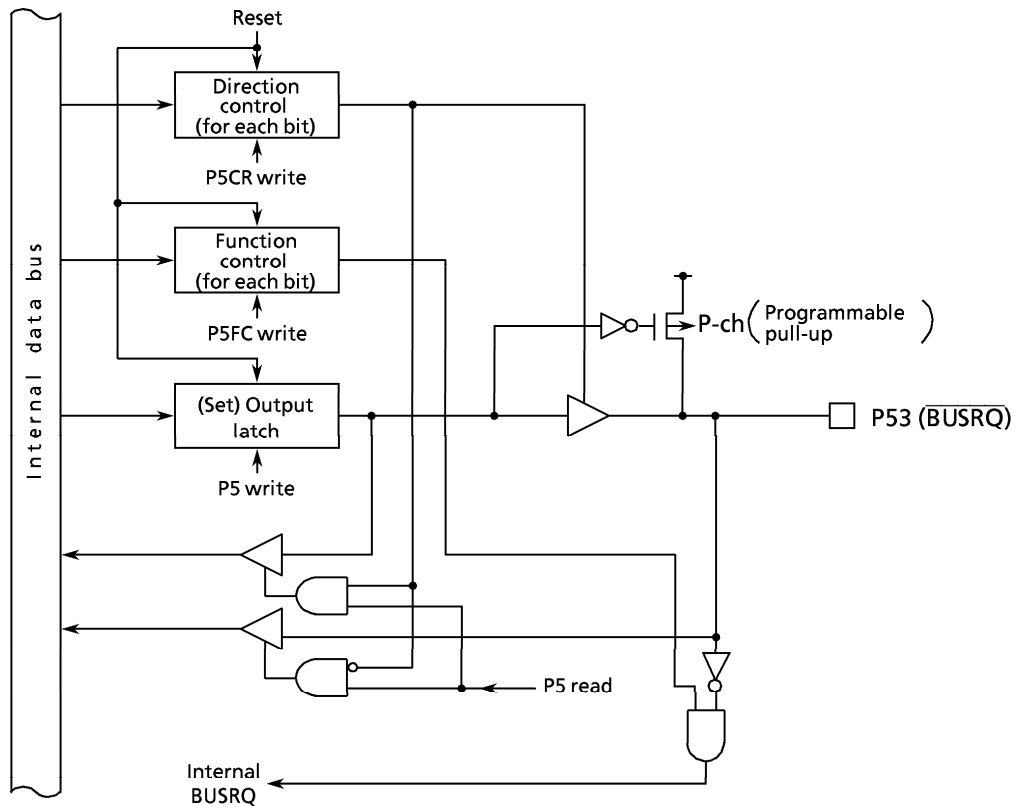 Reset
Direction
control
(for each bit)
P5CR write
Function
control
(for each bit)
P5FC write
Internal data bus
P-ch
(Programmable
pull-up)
(Set) Output
latch
P53 (BUSRQ)
P5 write
P5 read
Internal
BUSRQ